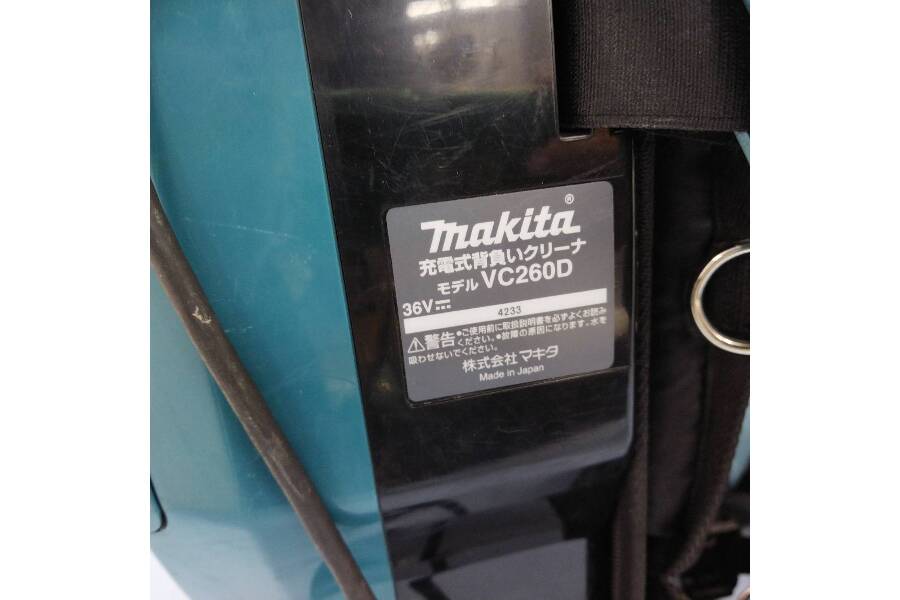 makita®
充電式背負いクリーナ
モデル VC260D
36V⎓
4233
⚠警告 •ご使用前に取扱説明書を必ずよくお読み
ください。•故障の原因になります。水を
吸わせないでください。
株式会社 マキタ
Made in Japan